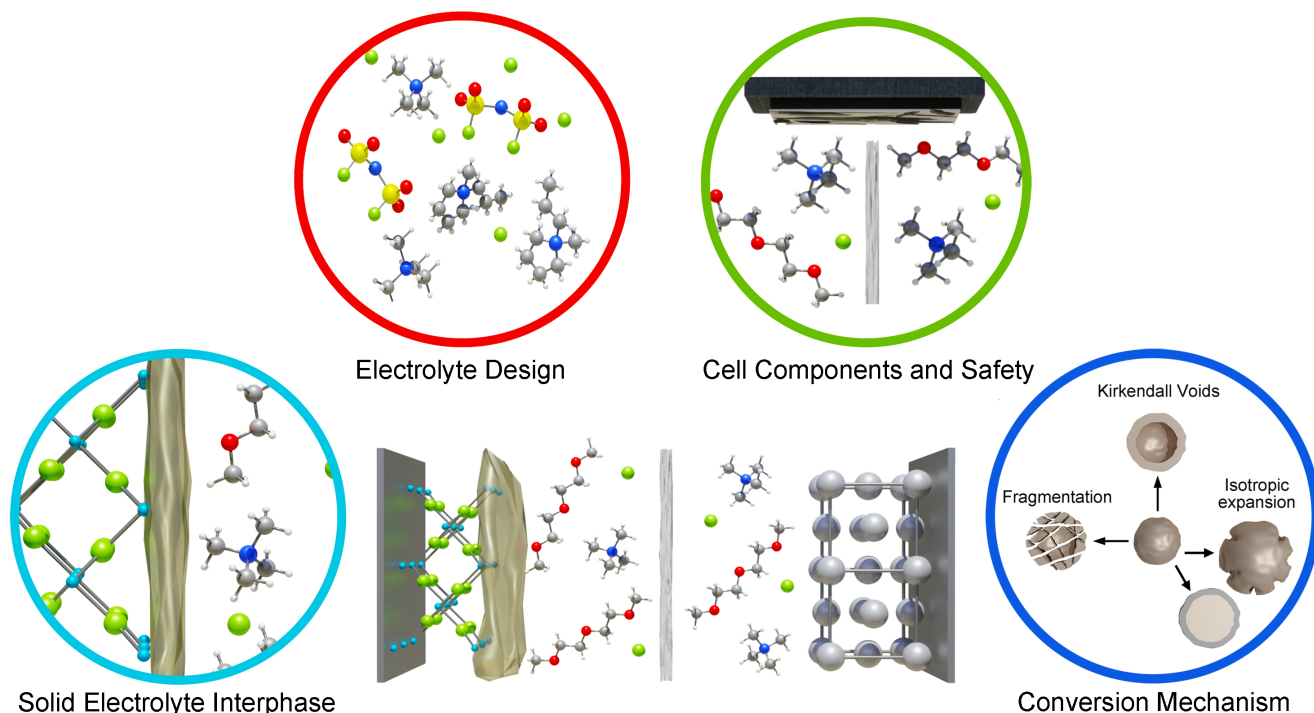 Electrolyte Design
Cell Components and Safety
Kirkendall Voids
Fragmentation
Isotropic
expansion
Solid Electrolyte Interphase
Conversion Mechanism